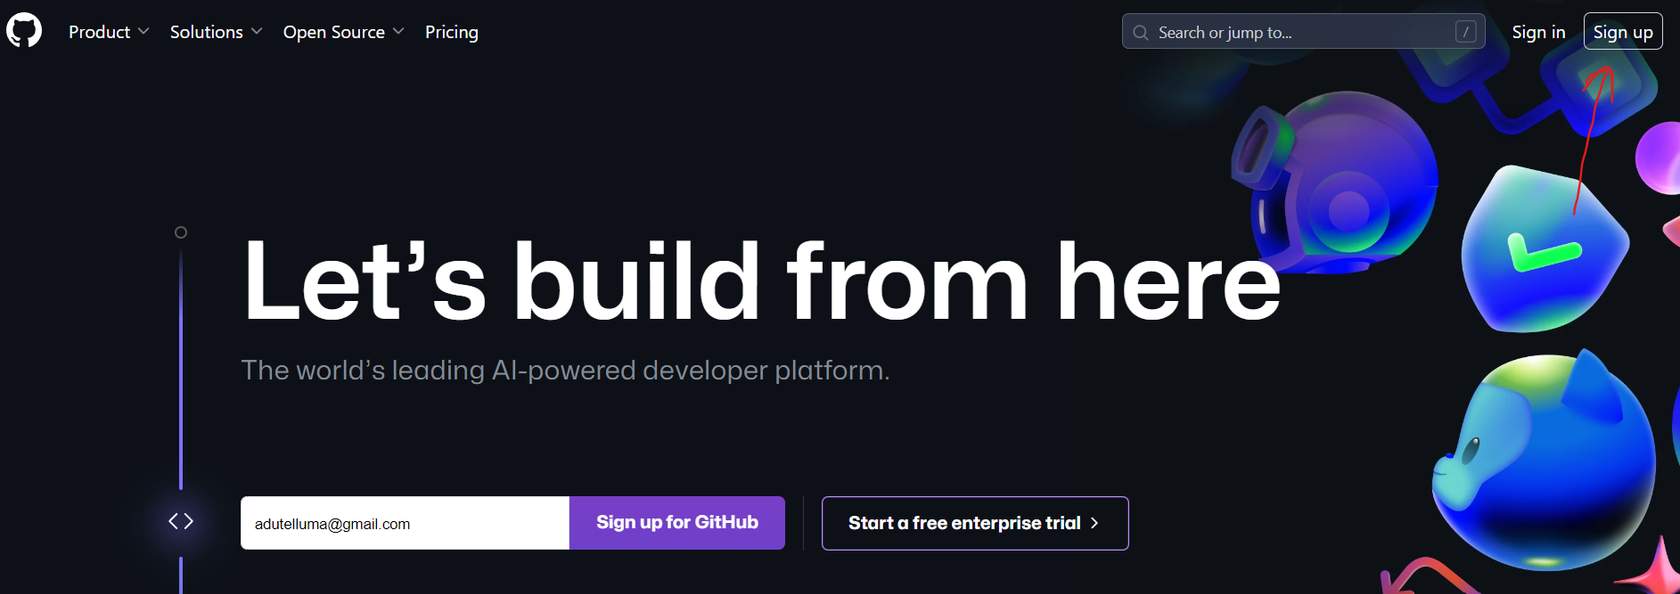 Product Solutions Open Source Pricing Search or jump to... / Sign in Sign up
Let’s build from here
The world’s leading AI-powered developer platform.
adutelluma@gmail.com Sign up for GitHub Start a free enterprise trial